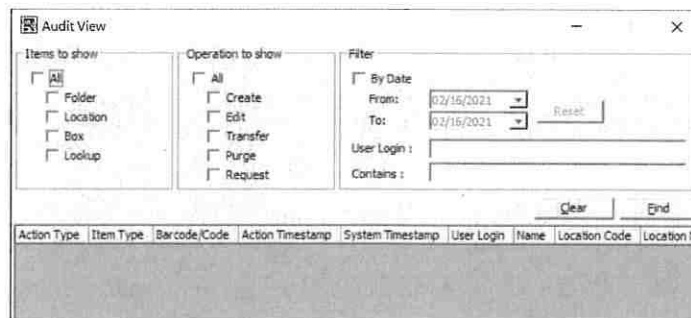 Audit View
Items to show
All
Folder
Location
Box
Lookup
Operation to show
All
Create
Edit
Transfer
Purge
Request
Filter
By Date
From: 02/16/2021
To: 02/16/2021
Reset
User Login :
Contains :
Clear Find
Action Type Item Type Barcode/Code Action Timestamp System Timestamp User Login Name Location Code Location